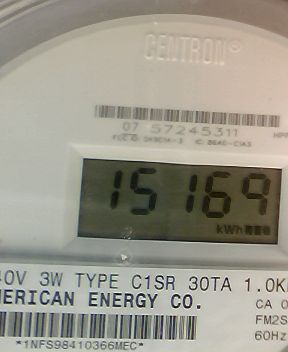 CENTRON®
07 57245311
15169
kWh
40V 3W TYPE C1SR 30TA 1.0K
MERICAN ENERGY CO.
CA 0
FM2S
60Hz
*1NFS98410366MEC*